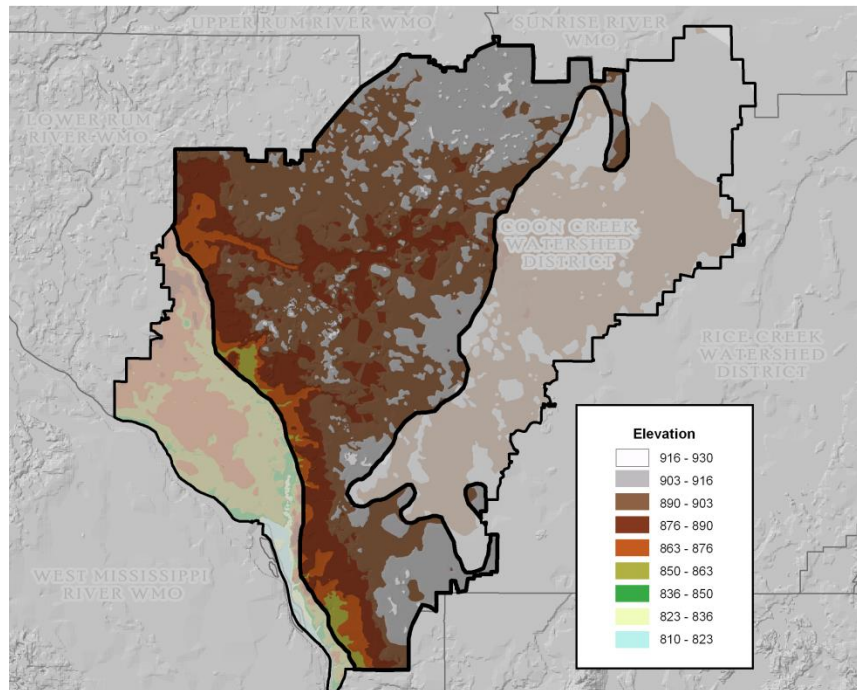 UPPER RUM RIVER WMO
SUNRISE RIVER
WMO
LOWER RUM
RIVER WMO
COON CREEK
WATERSHED
DISTRICT
RICE CREEK
WATERSHED
DISTRICT
WEST MISSISSIPPI
RIVER WMO
Elevation
916 - 930
903 - 916
890 - 903
876 - 890
863 - 876
850 - 863
836 - 850
823 - 836
810 - 823